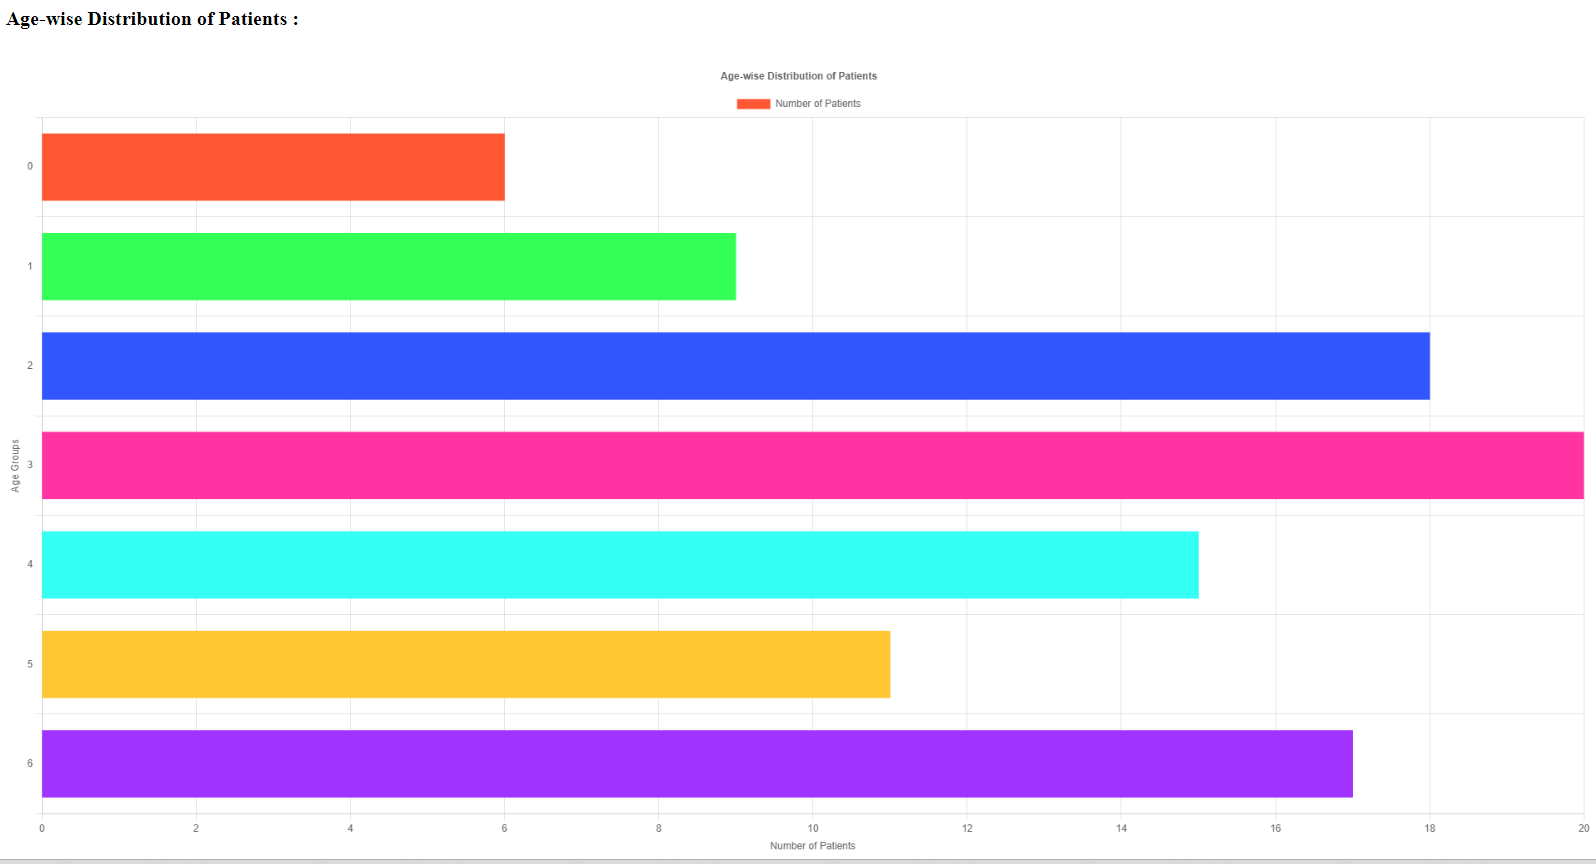 Age-wise Distribution of Patients :
Age-wise Distribution of Patients
Number of Patients
0
1
2
3
4
5
6
Age Groups
0 2 4 6 8 10 12 14 16 18 20
Number of Patients